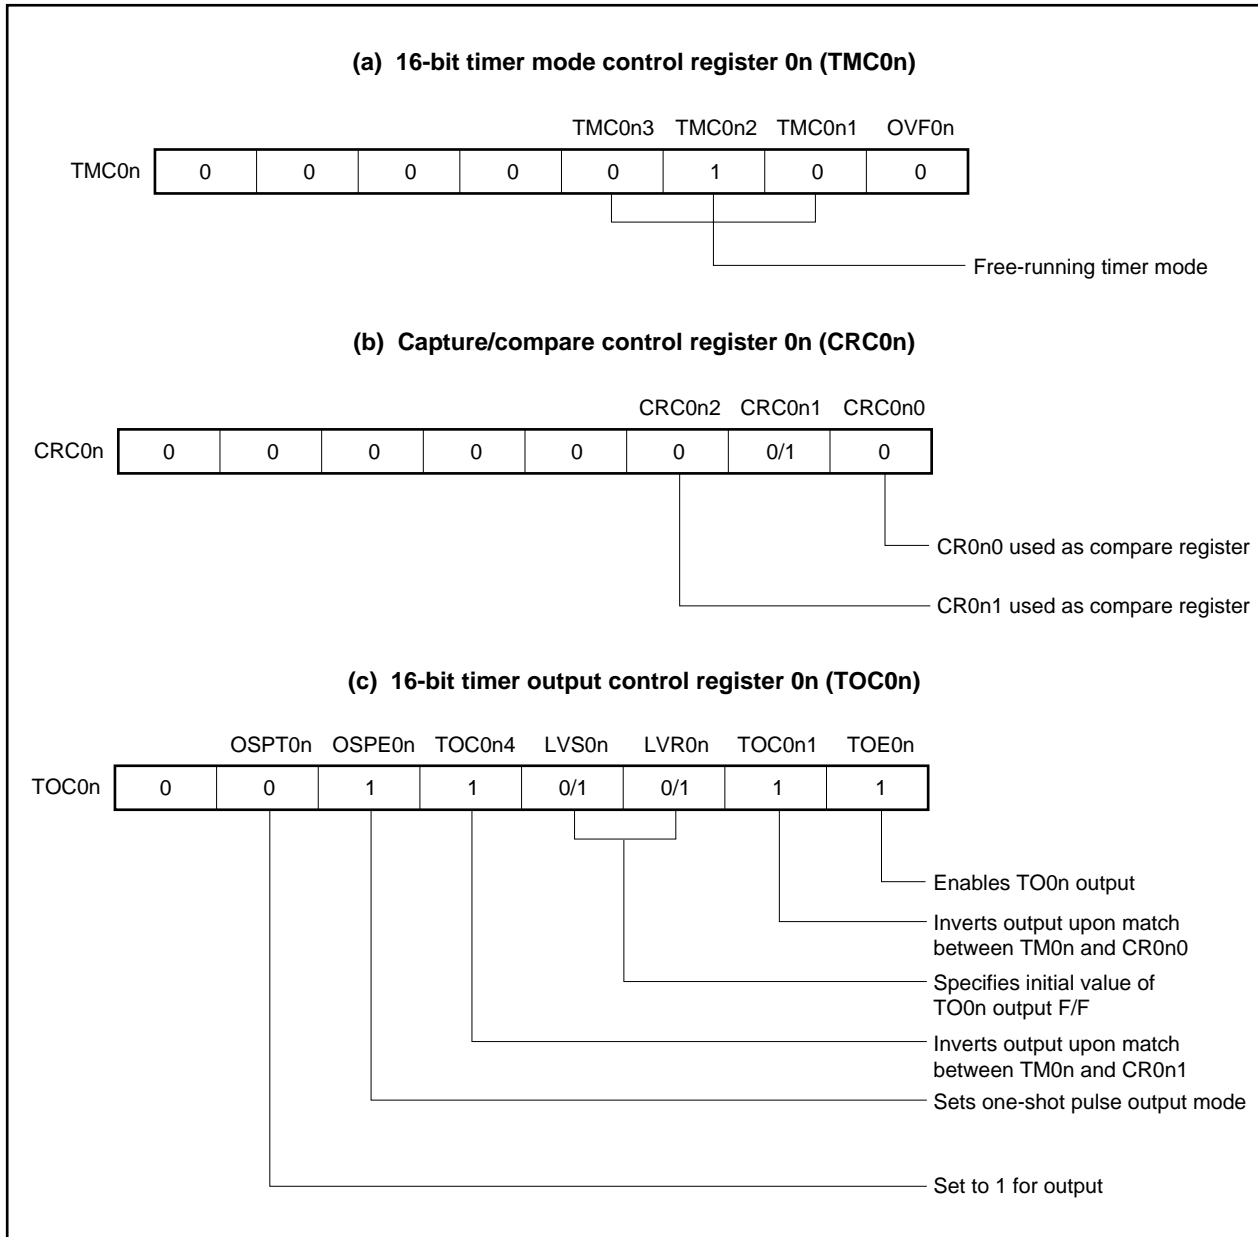 (a) 16-bit timer mode control register 0n (TMC0n)
TMC0n3 TMC0n2 TMC0n1 OVF0n
TMC0n 0 0 0 0 0 1 0 0
Free-running timer mode
(b) Capture/compare control register 0n (CRC0n)
CRC0n2 CRC0n1 CRC0n0
CRC0n 0 0 0 0 0 0 0/1 0
CR0n0 used as compare register
CR0n1 used as compare register
(c) 16-bit timer output control register 0n (TOC0n)
OSPT0n OSPE0n TOC0n4 LVS0n LVR0n TOC0n1 TOE0n
TOC0n 0 0 1 1 0/1 0/1 1 1
Enables TO0n output
Inverts output upon match
between TM0n and CR0n0
Specifies initial value of
TO0n output F/F
Inverts output upon match
between TM0n and CR0n1
Sets one-shot pulse output mode
Set to 1 for output